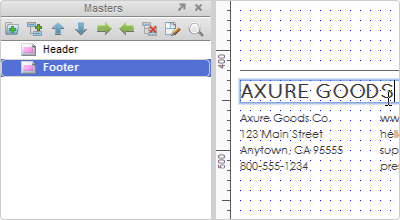 Masters
Header
Footer
400
500
AXURE GOODS
Axure Goods Co.
123 Main Street
Anytown, CA 95555
800-555-1234